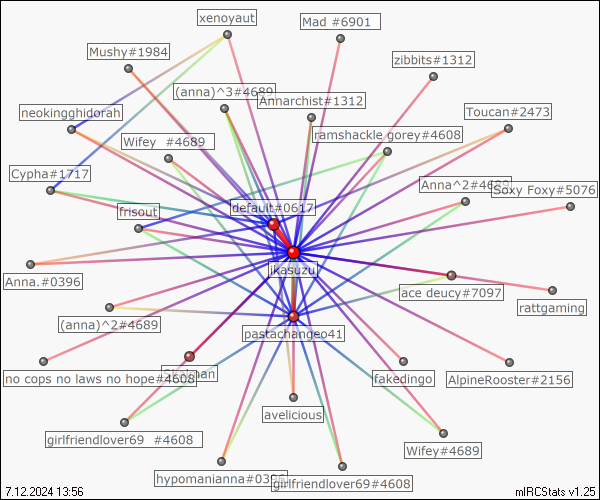 xenoyaut
Mad #6901
Mushy#1984
zibbits#1312
(anna)^3#4689
Annarchist#1312
neokingghidorah
Toucan#2473
Wifey #4689
ramshackle gorey#4608
Cypha#1717
Anna^2#4689
Soxy Foxy#5076
frisout
default#0617
jikasuzu
Anna.#0396
ace deucy#7097
rattgaming
(anna)^2#4689
pastachangeo41
no cops no laws no hope#4608
fakedingo
AlpineRooster#2156
avelicious
girlfriendlover69 #4608
Wifey#4689
hypomanianna#0396
girlfriendlover69#4608
7.12.2024 13:56
mIRCStats v1.25